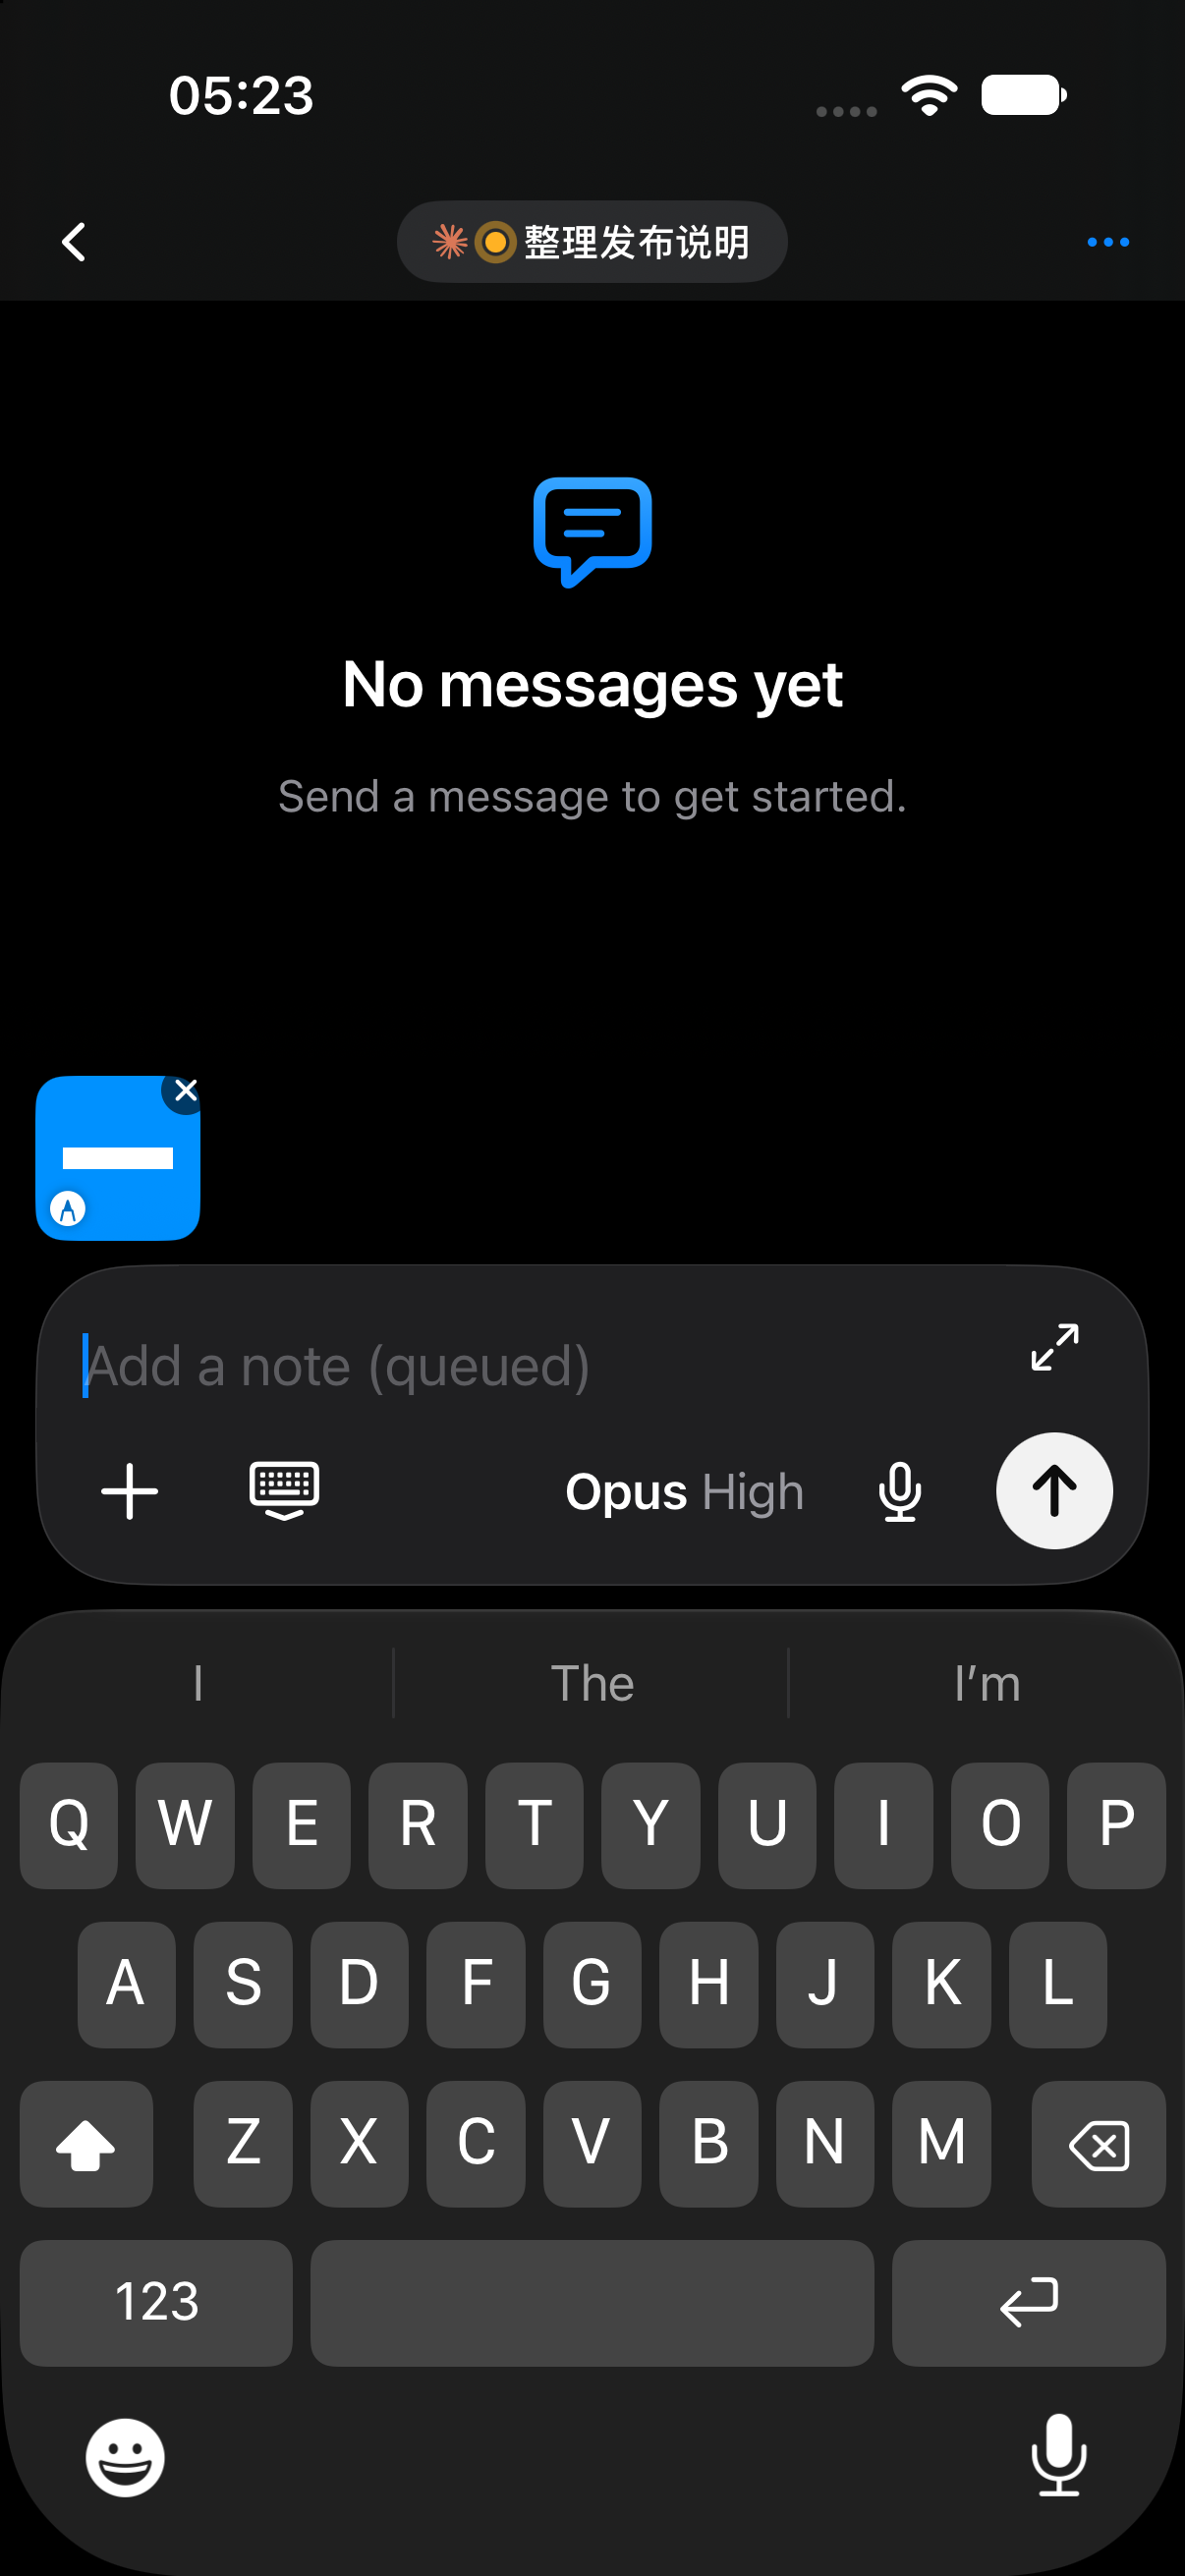 05:23
整理发布说明
No messages yet
Send a message to get started.
Add a note (queued)
Opus High
I The I’m
Q W E R T Y U I O P
A S D F G H J K L
Z X C V B N M
123